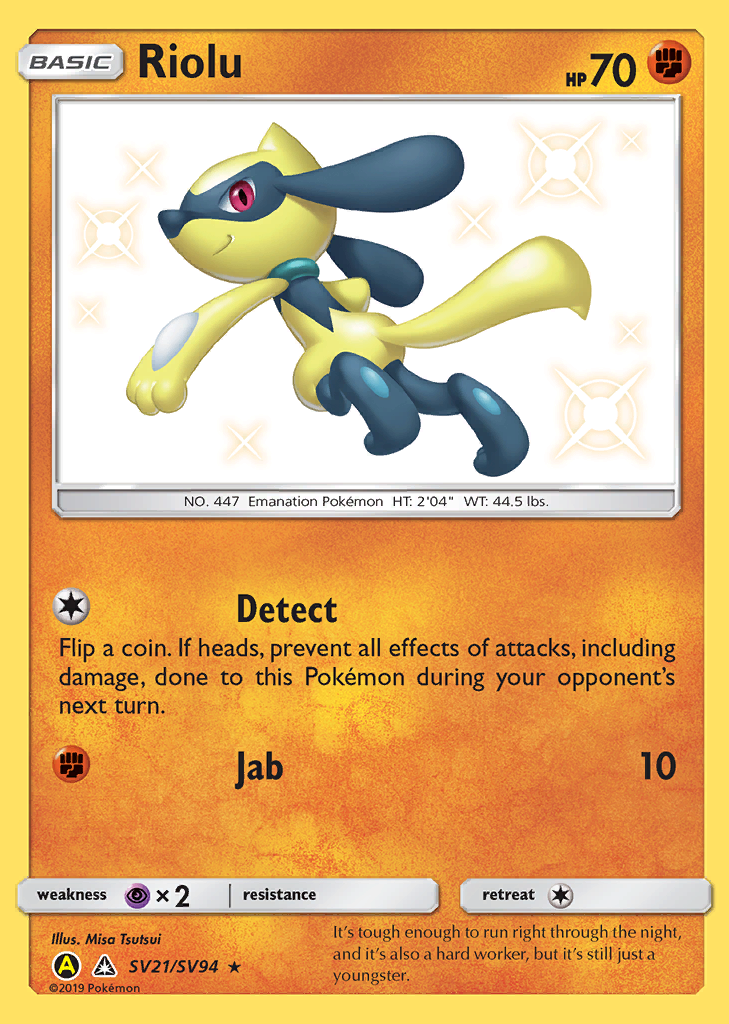 BASIC Riolu HP 70
NO. 447 Emanation Pokémon HT: 2'04" WT: 44.5 lbs.
Detect
Flip a coin. If heads, prevent all effects of attacks, including
damage, done to this Pokémon during your opponent's
next turn.
Jab 10
weakness × 2 resistance retreat
Illus. Misa Tsutsui
A SV21/SV94 ★
©2019 Pokémon
It's tough enough to run right through the night,
and it's also a hard worker, but it's still just a
youngster.